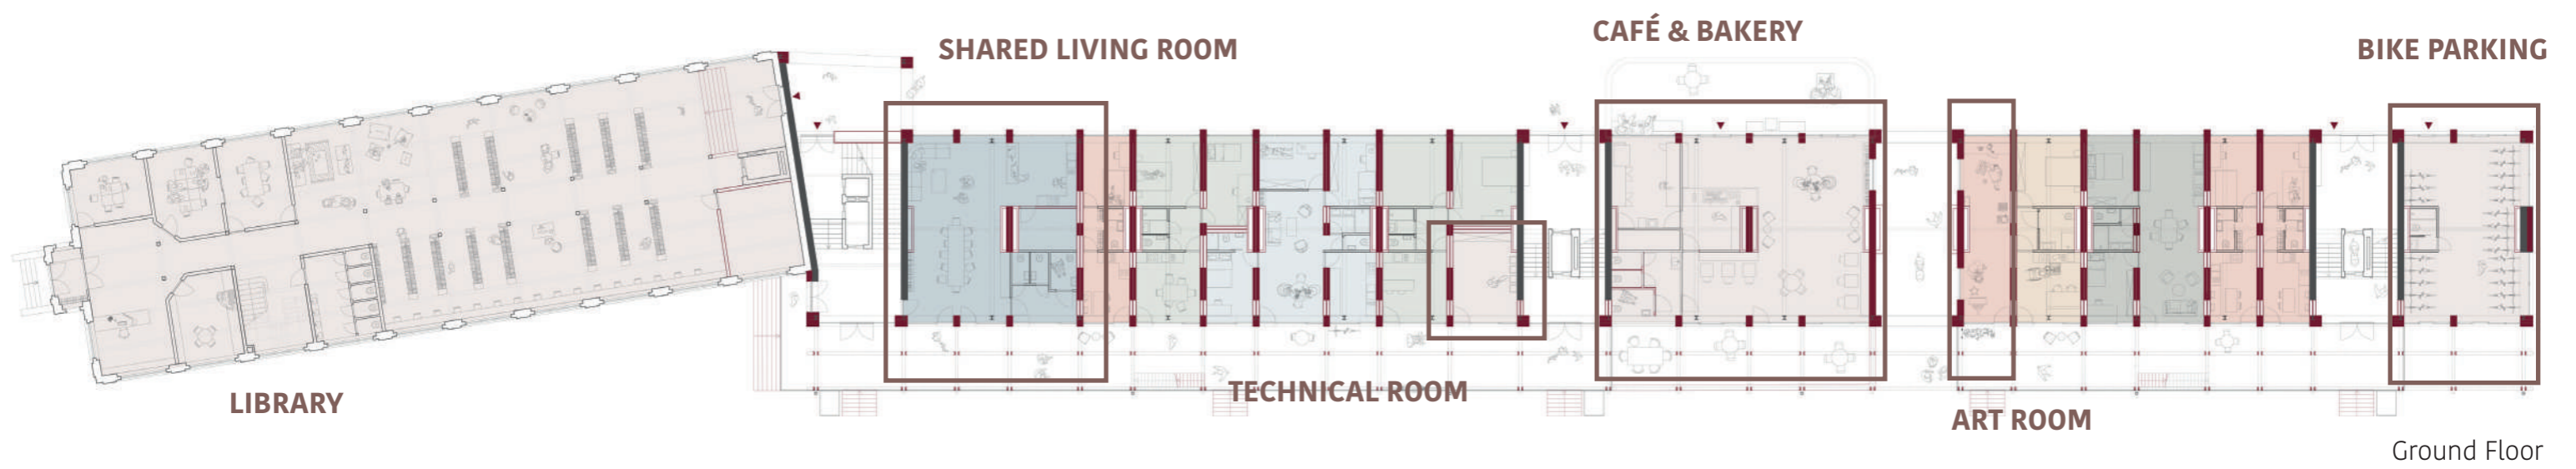 CAFÉ & BAKERY
SHARED LIVING ROOM
BIKE PARKING
TECHNICAL ROOM
LIBRARY
ART ROOM
Ground Floor